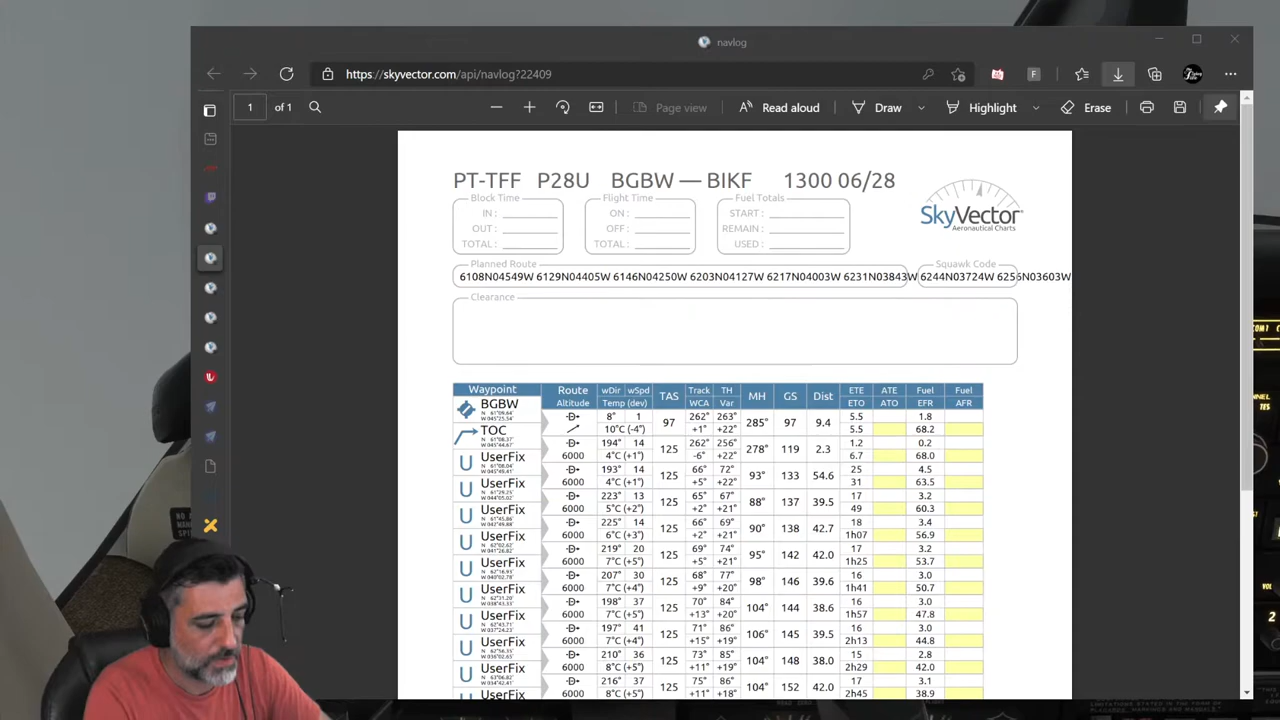 navlog
https://skyvector.com/api/navlog?22409
1 of 1 Page view Read aloud Draw Highlight Erase
PT-TFF P28U BGBW — BIKF 1300 06/28
Block Time Flight Time Fuel Totals
IN : ON : START :
OUT : OFF : REMAIN :
TOTAL : TOTAL : USED :
SkyVector
Aeronautical Charts
Planned Route Squawk Code
6108N04549W 6129N04405W 6146N04250W 6203N04127W 6217N04003W 6231N03843W 6244N03724W 6256N03603W
Clearance
Waypoint Route wDir wSpd TAS Track TH MH GS Dist ETE ATE Fuel Fuel
Altitude Temp (dev) WCA Var ETO ATO EFR AFR
BGBW 8° 1 97 262° 263° 285° 97 9.4 5.5 1.8
10°C (-4°) +1° +22° 5.5 68.2
TOC 194° 14 125 262° 256° 278° 119 2.3 1.2 0.2
6000 4°C (+1°) -6° +22° 6.7 68.0
UserFix 193° 14 125 66° 72° 93° 133 54.6 25 4.5
6000 4°C (+1°) +5° +22° 31 63.5
UserFix 223° 13 125 65° 67° 88° 137 39.5 17 3.2
6000 5°C (+2°) +2° +21° 49 60.3
UserFix 225° 14 125 66° 69° 90° 138 42.7 18 3.4
6000 6°C (+3°) +2° +21° 1h07 56.9
UserFix 219° 20 125 69° 74° 95° 142 42.0 17 3.2
6000 7°C (+5°) +5° +21° 1h25 53.7
UserFix 207° 30 125 68° 77° 98° 146 39.6 16 3.0
6000 7°C (+4°) +9° +20° 1h41 50.7
UserFix 198° 37 125 70° 84° 104° 144 38.6 16 3.0
6000 7°C (+5°) +13° +20° 1h57 47.8
UserFix 197° 41 125 71° 86° 106° 145 39.5 16 3.0
6000 7°C (+4°) +15° +19° 2h13 44.8
UserFix 210° 36 125 73° 85° 104° 148 38.0 15 2.8
6000 8°C (+5°) +11° +19° 2h29 42.0
UserFix 216° 37 125 75° 86° 104° 152 42.0 17 3.1
6000 9°C (+5°) +11° +18° 2h45 38.9
UserFix